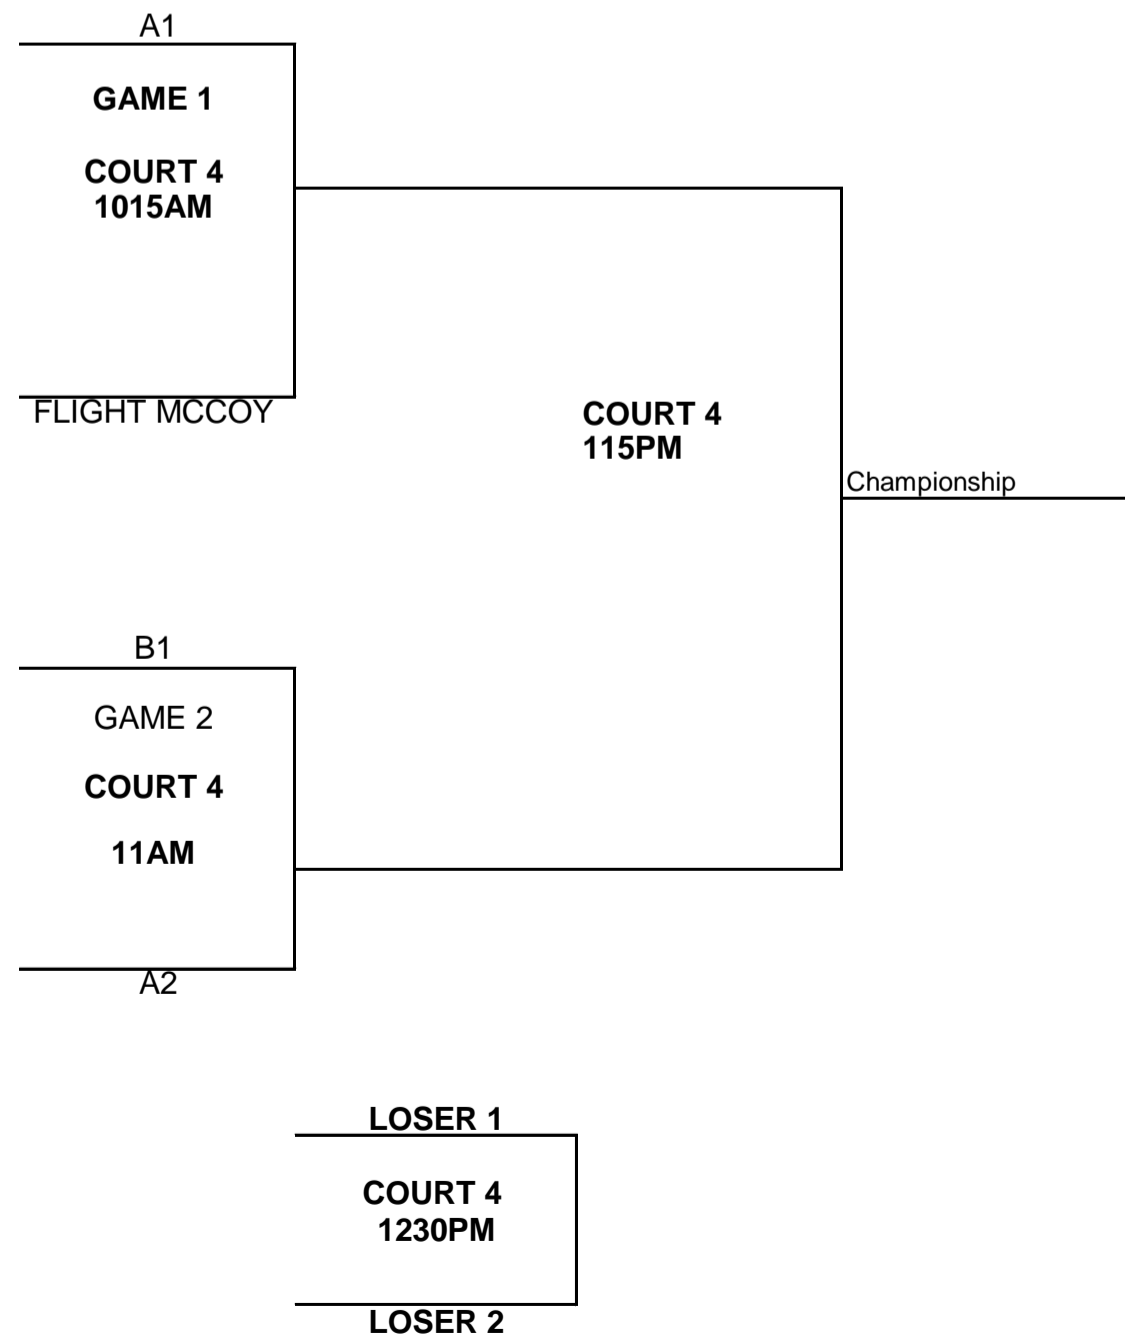 A1
GAME 1
COURT 4
1015AM
FLIGHT MCCOY
COURT 4
115PM
Championship
B1
GAME 2
COURT 4
11AM
A2
LOSER 1
COURT 4
1230PM
LOSER 2